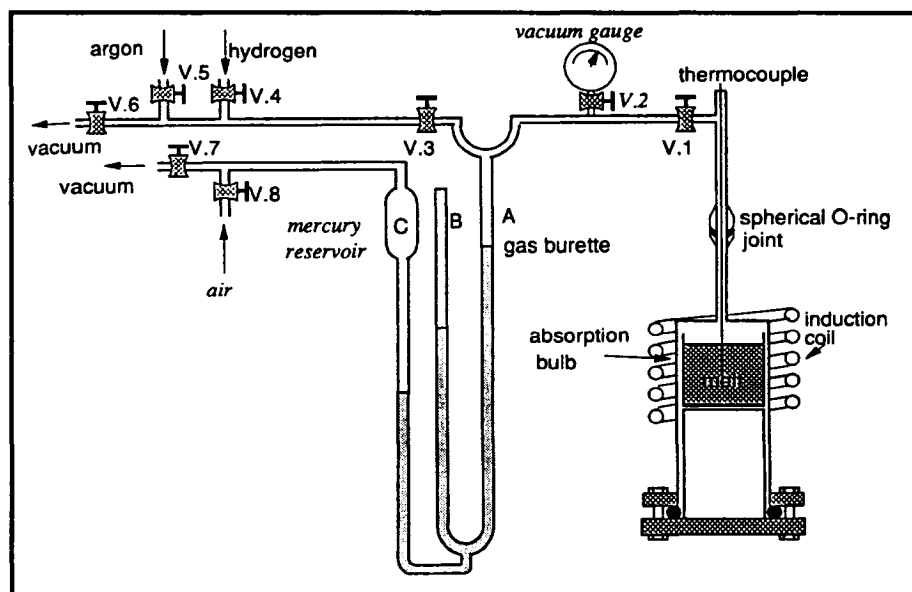 vacuum gauge
argon
hydrogen
thermocouple
V.5
V.4
V.6
V.2
V.3
V.1
vacuum
V.7
vacuum
V.8
A
B
C
spherical O-ring
joint
mercury
reservoir
gas burette
air
induction
coil
absorption
bulb
melt